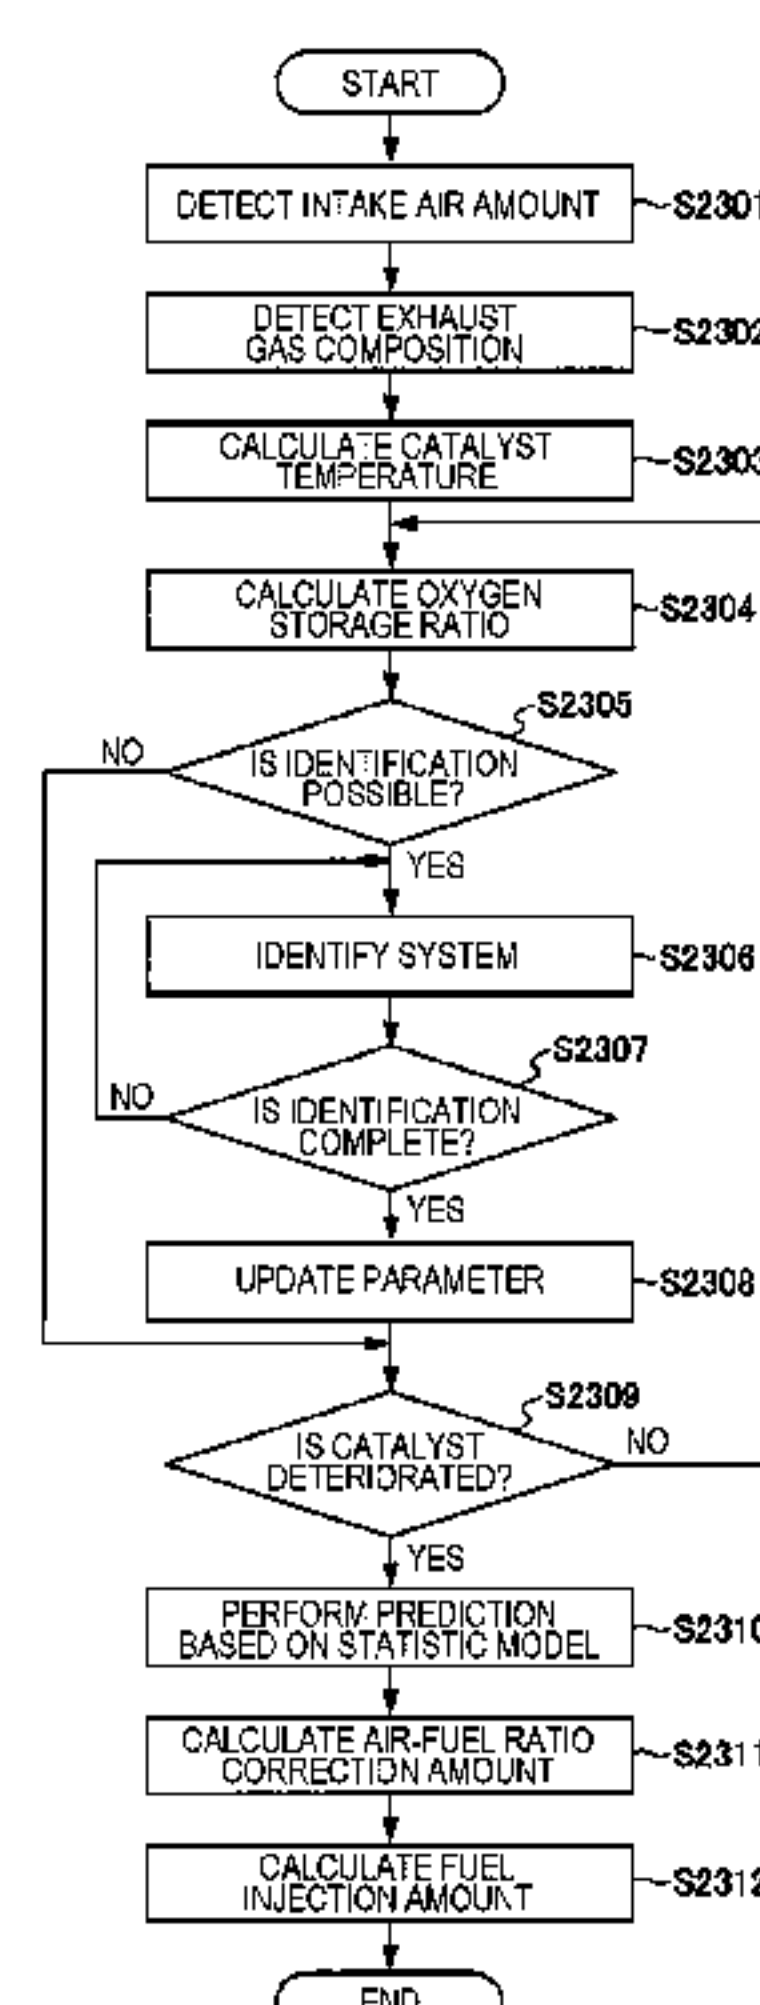 START
DETECT INTAKE AIR AMOUNT
S2301
DETECT EXHAUST
GAS COMPOSITION
S2302
CALCULATE CATALYST
TEMPERATURE
S2303
CALCULATE OXYGEN
STORAGE RATIO
S2304
S2305
NO
IS IDENTIFICATION
POSSIBLE?
YES
IDENTIFY SYSTEM
S2306
S2307
NO
IS IDENTIFICATION
COMPLETE?
YES
UPDATE PARAMETER
S2308
S2309
IS CATALYST
DETERIORATED?
NO
YES
PERFORM PREDICTION
BASED ON STATISTIC MODEL
S2310
CALCULATE AIR-FUEL RATIO
CORRECTION AMOUNT
S2311
CALCULATE FUEL
INJECTION AMOUNT
S2312
END